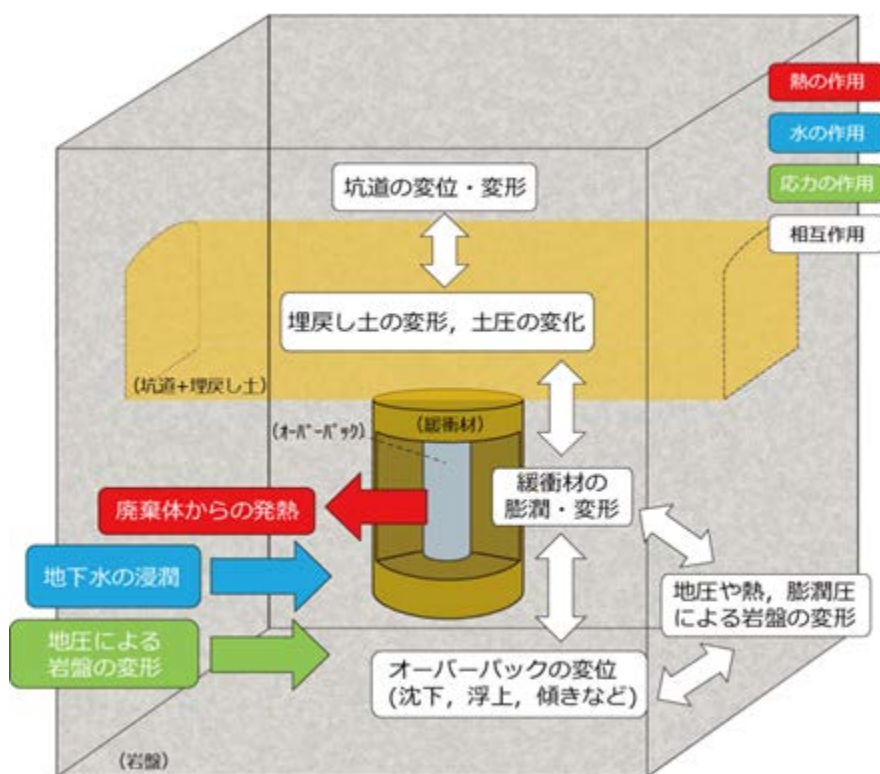 熱の作用
水の作用
応力の作用
相互作用
坑道の変位・変形
埋戻し土の変形，土圧の変化
(坑道+埋戻し土)
(ｵｰﾊﾞｰﾊﾟｯｸ)
(緩衝材)
緩衝材の
膨潤・変形
廃棄体からの発熱
地下水の浸潤
地圧による
岩盤の変形
地圧や熱，膨潤圧
による岩盤の変形
オーバーパックの変位
(沈下，浮上，傾きなど)
(岩盤)